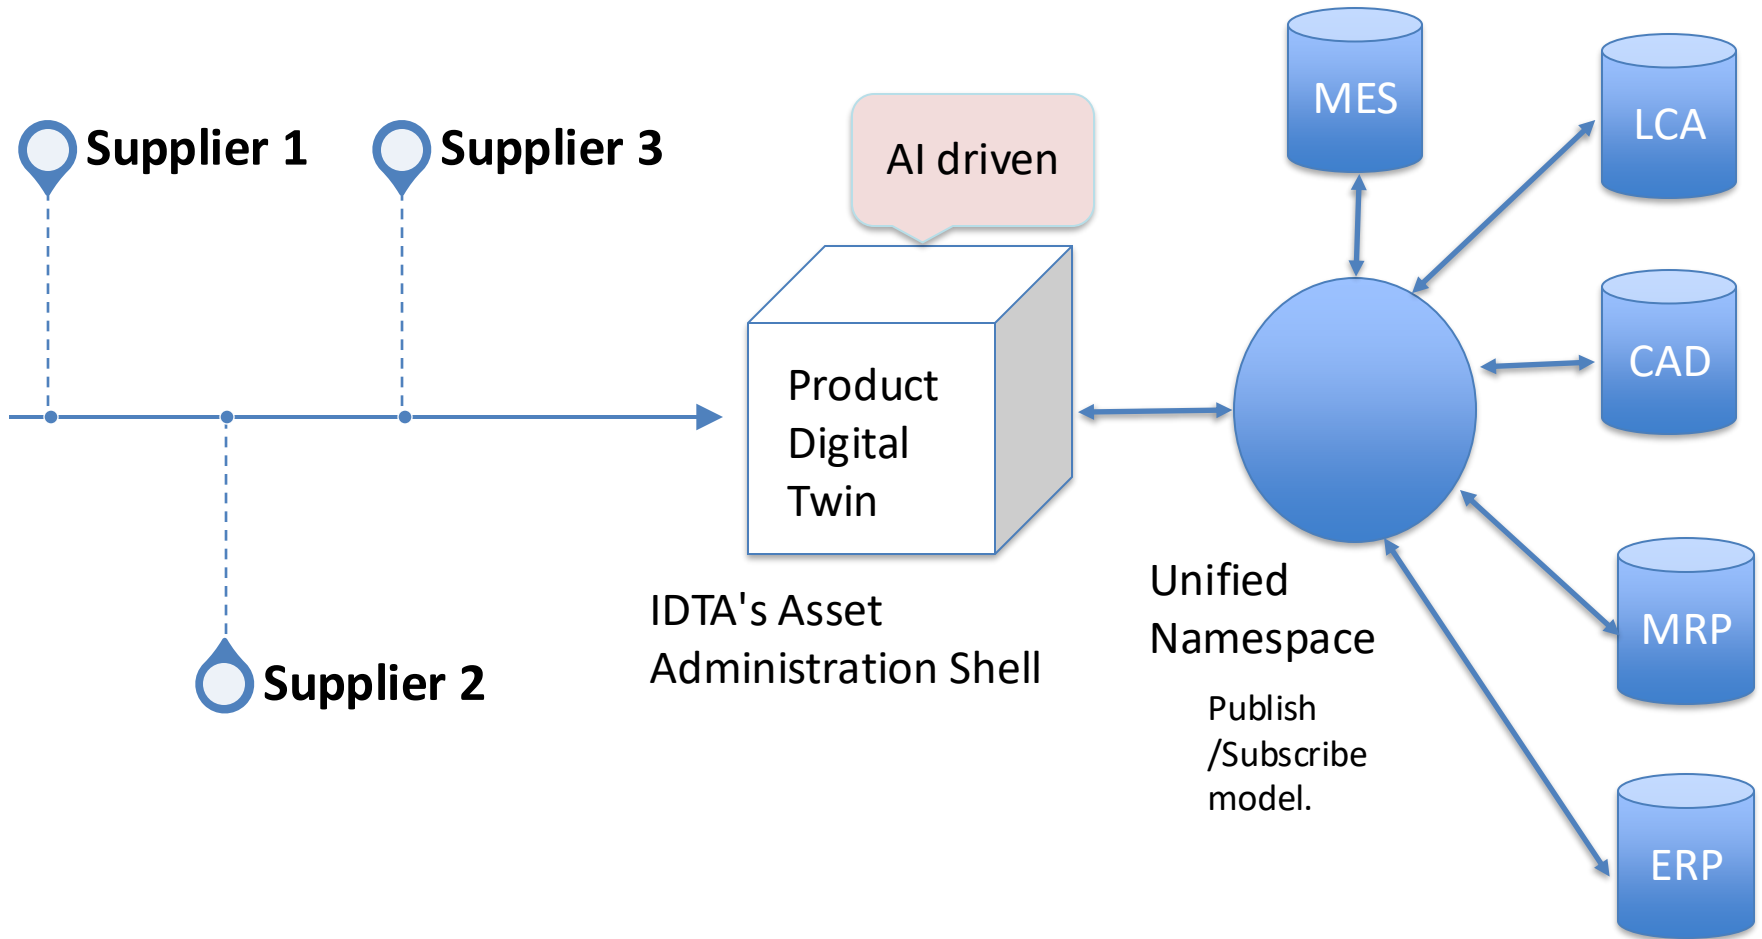 Supplier 1
Supplier 3
Supplier 2
AI driven
Product
Digital
Twin
IDTA's Asset
Administration Shell
Unified
Namespace
Publish
/Subscribe
model.
MES
LCA
CAD
MRP
ERP